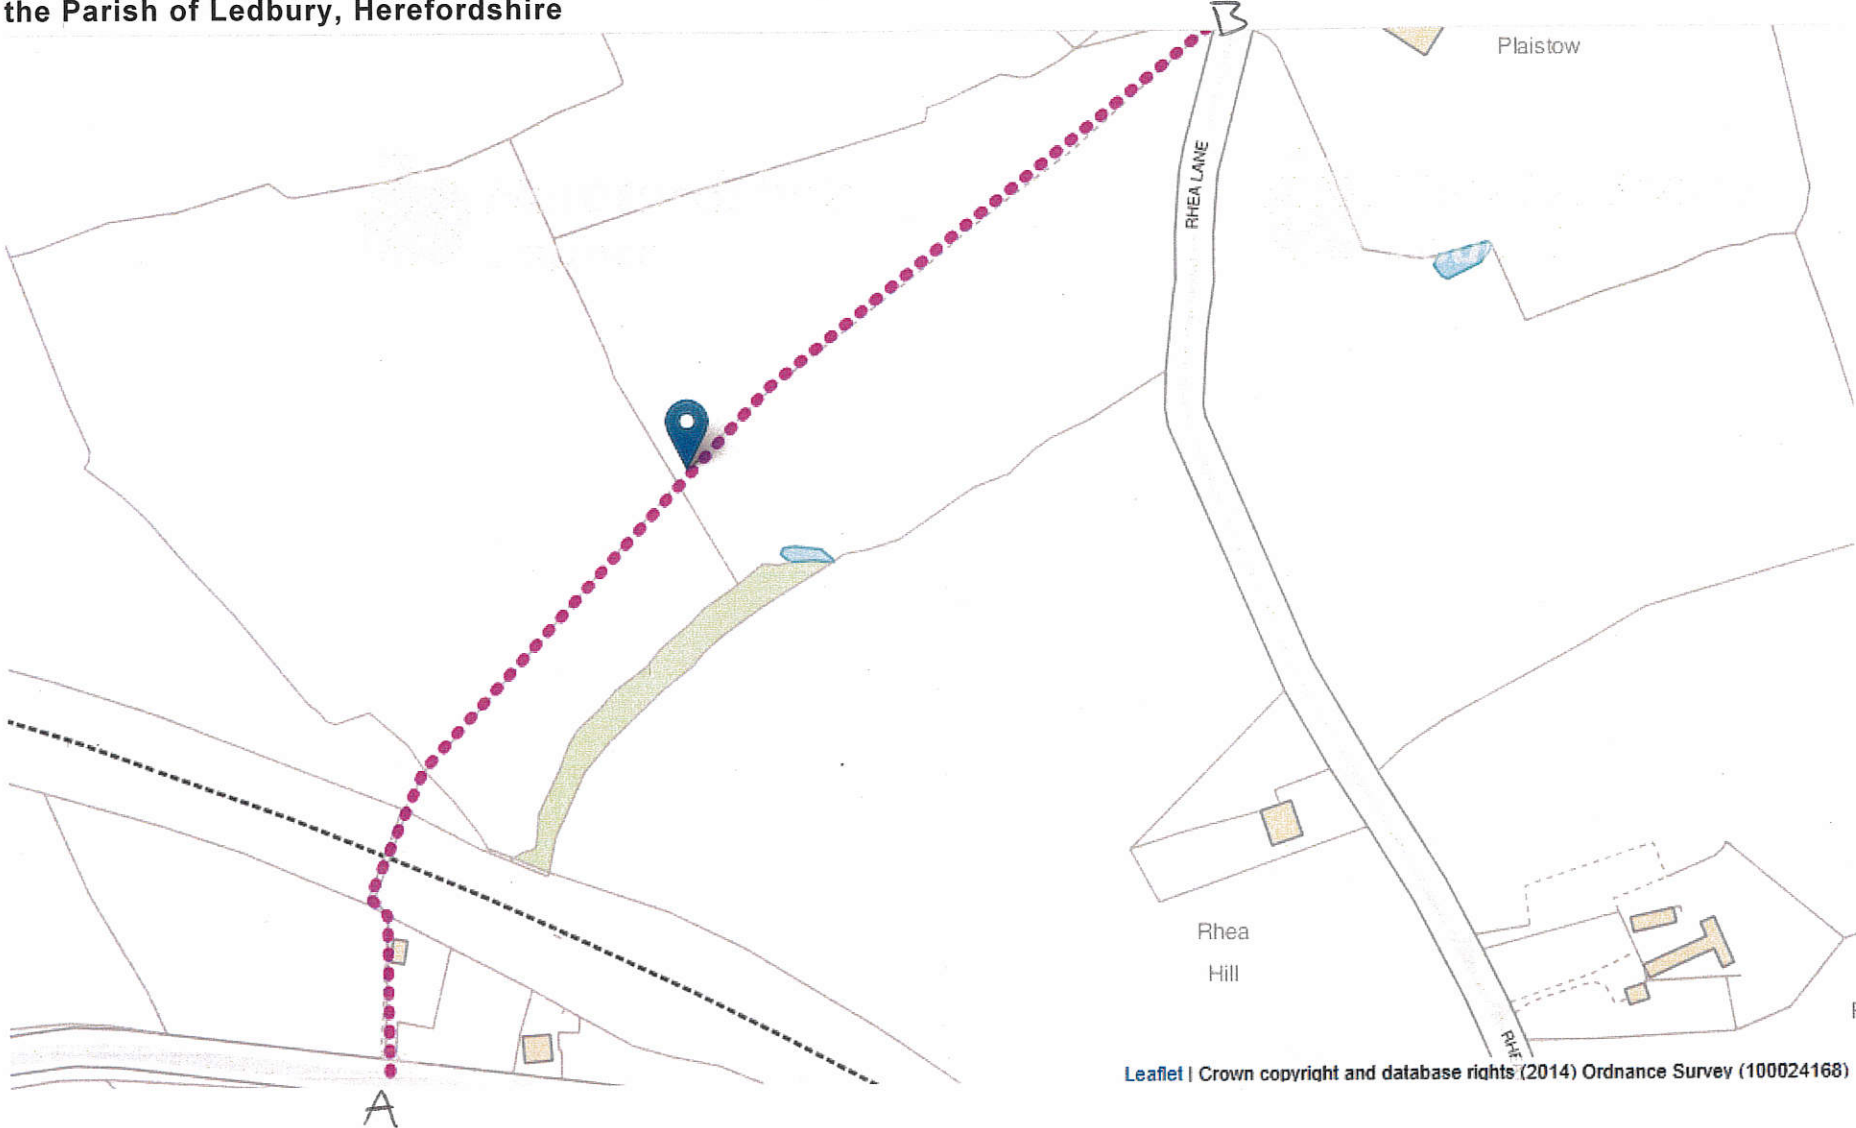 the Parish of Ledbury, Herefordshire
B
Plaistow
RHEA LANE
Rhea
Hill
RHE
Leaflet | Crown copyright and database rights (2014) Ordnance Survey (100024168)
A